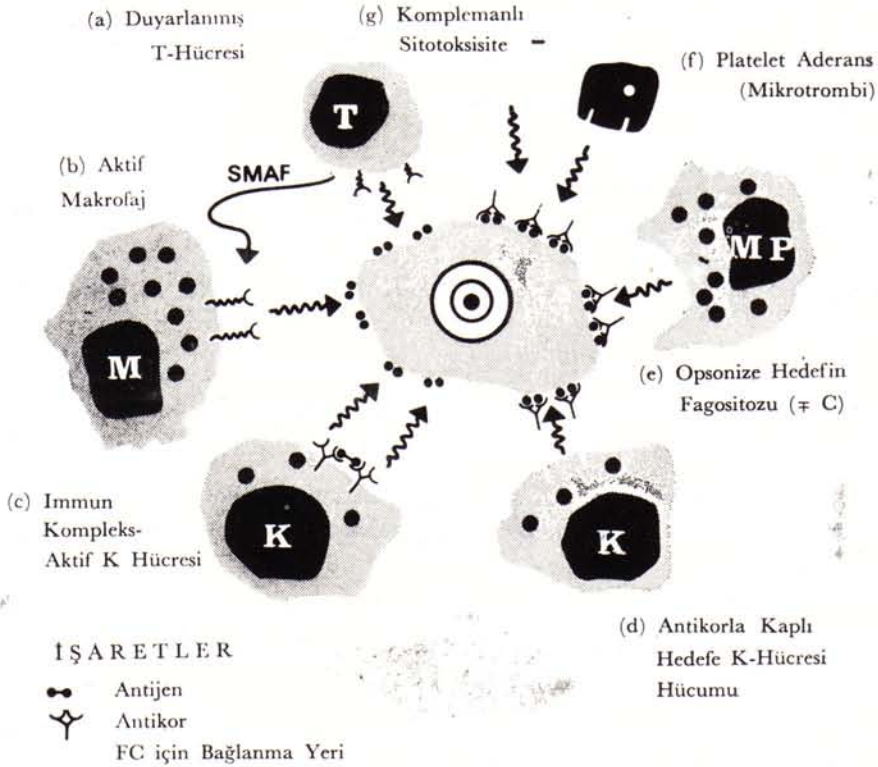 (a) Duyarlanmış
T-Hücresi
(g) Komplemanlı
Sitotoksisite –
(f) Platelet Aderans
(Mikrotrombi)
T
(b) Aktif
Makrofaj
SMAF
M P
M
(e) Opsonize Hedefin
Fagositozu (∓ C)
(c) Immun
Kompleks-
Aktif K Hücresi
K
K
(d) Antikorla Kaplı
Hedefe K-Hücresi
Hücumu
İŞARETLER
Antijen
Antikor
FC için Bağlanma Yeri